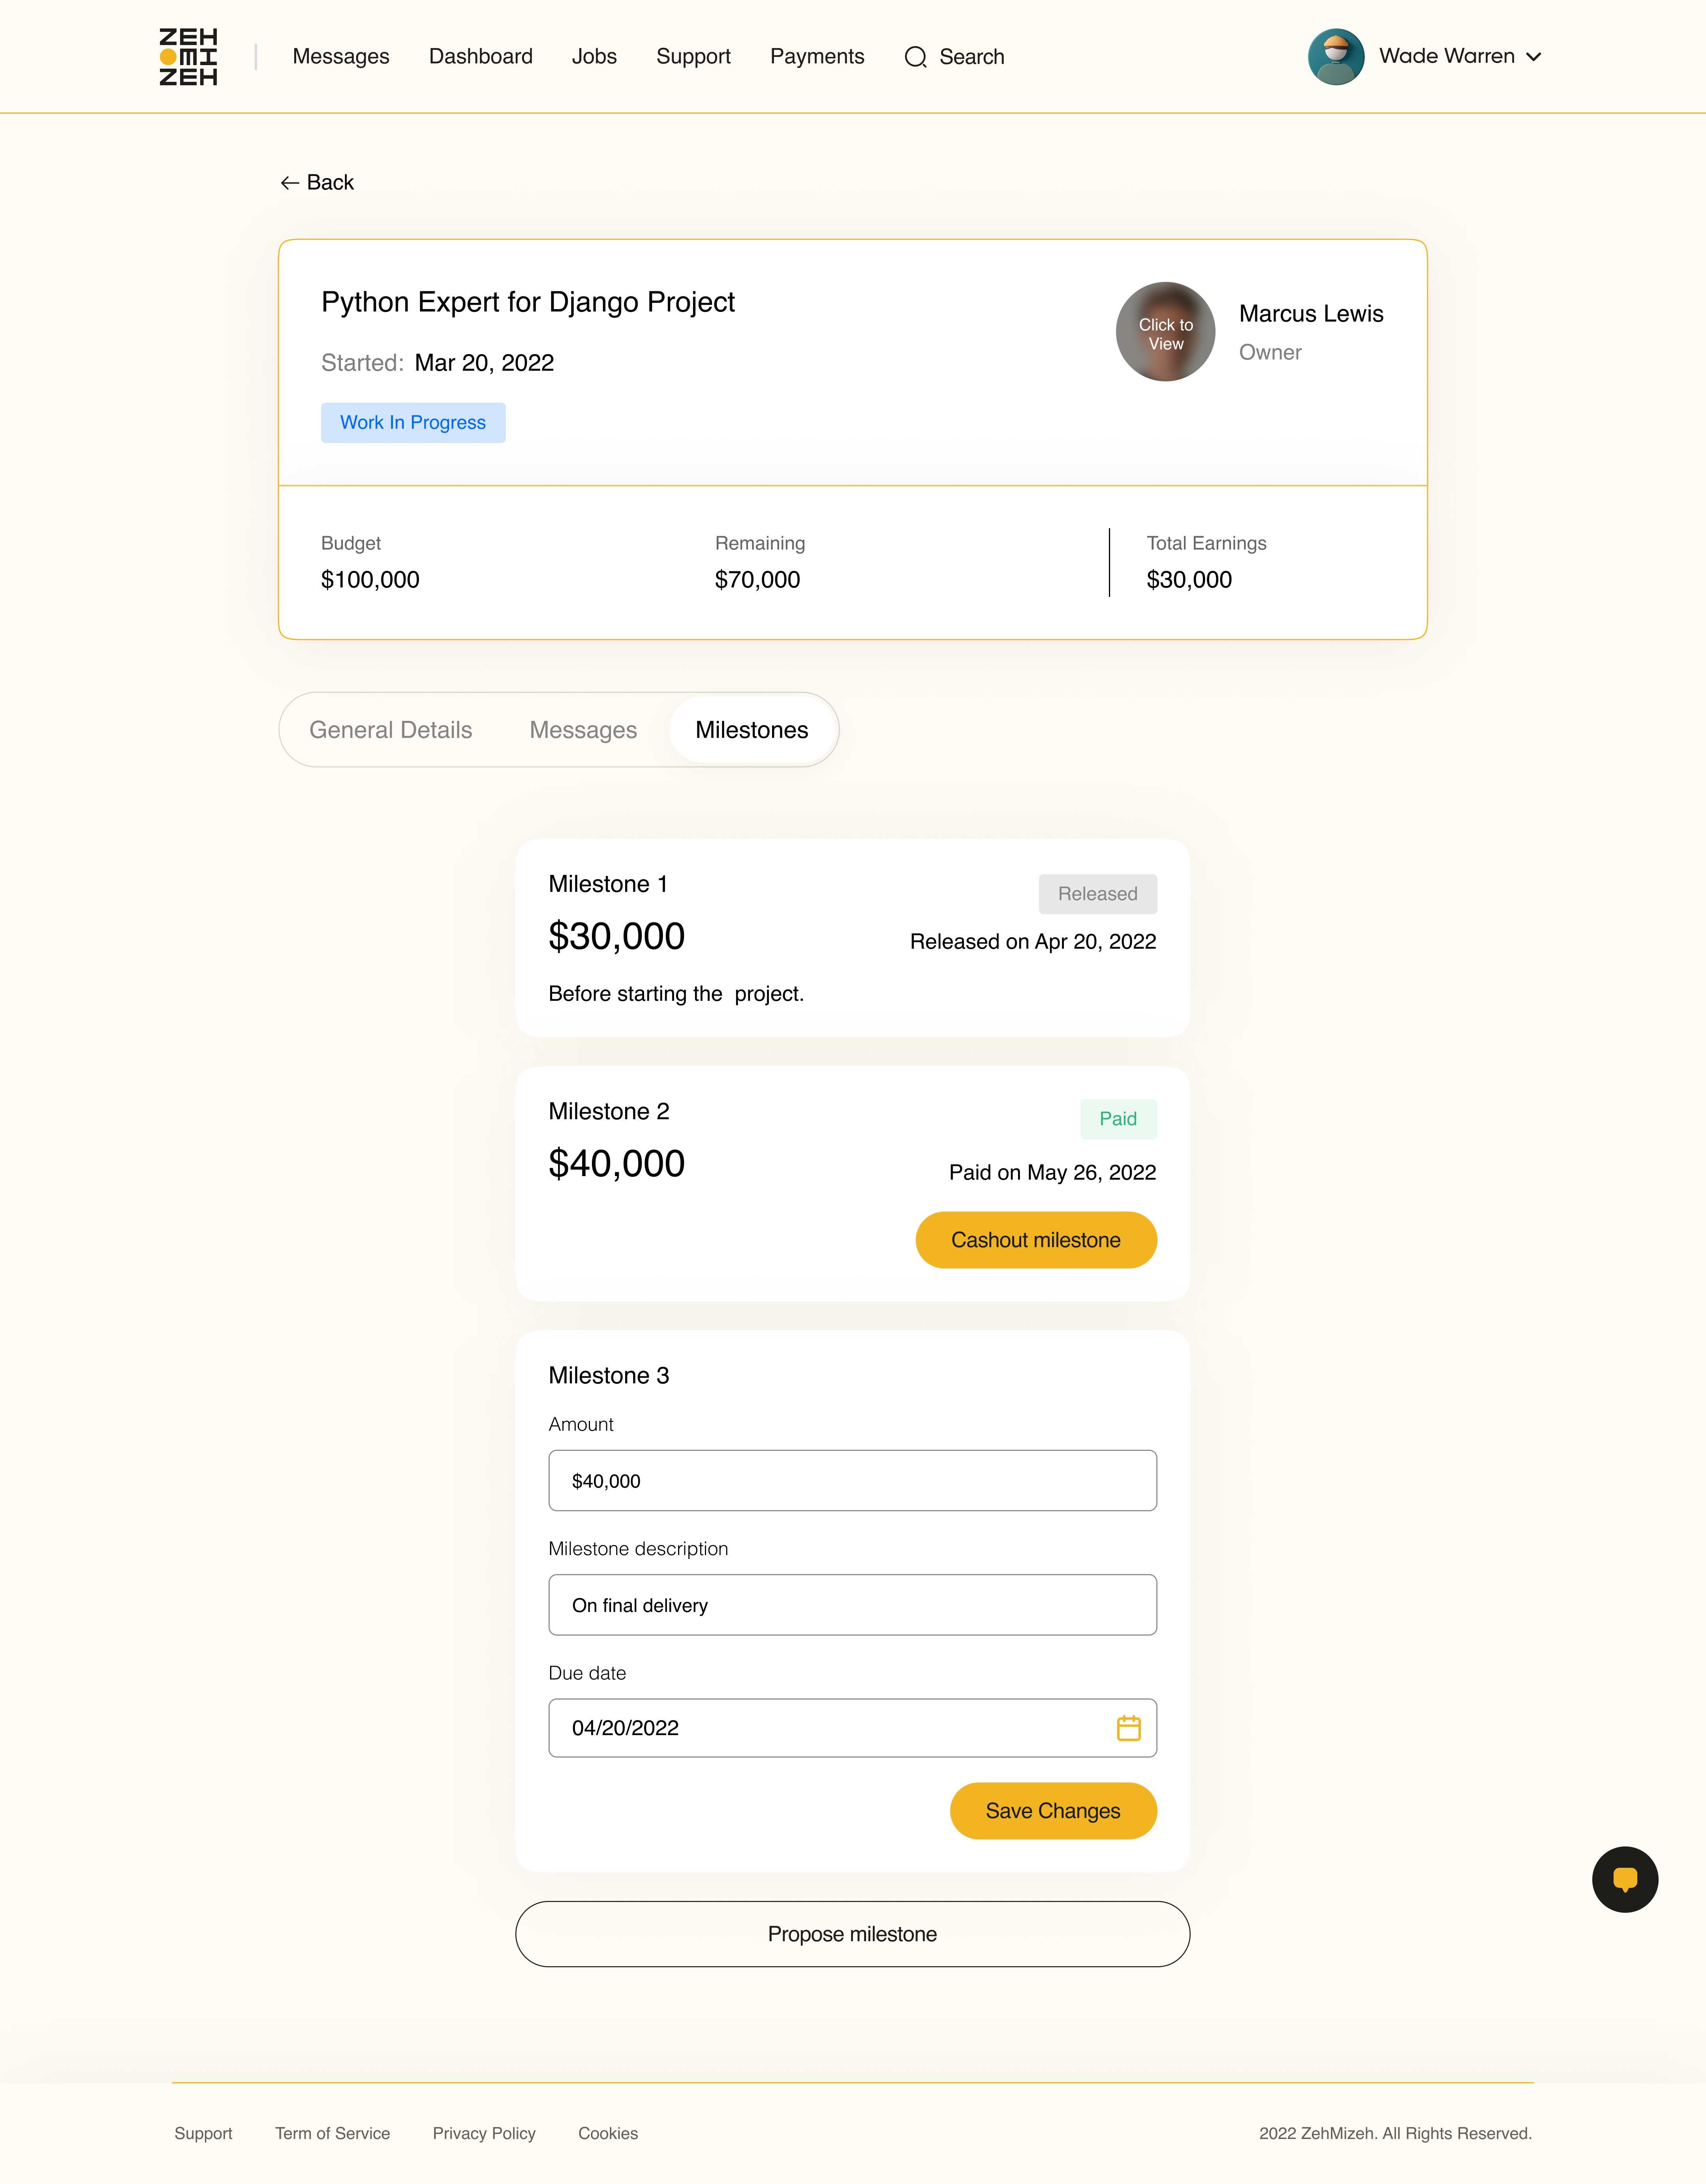 ZEH
MI
ZEH
Messages Dashboard Jobs Support Payments Search
Wade Warren
Back
Python Expert for Django Project
Started: Mar 20, 2022
Work In Progress
Click to
View
Marcus Lewis
Owner
Budget
$100,000
Remaining
$70,000
Total Earnings
$30,000
General Details Messages Milestones
Milestone 1
$30,000
Before starting the  project.
Released
Released on Apr 20, 2022
Milestone 2
$40,000
Paid
Paid on May 26, 2022
Cashout milestone
Milestone 3
Amount
$40,000
Milestone description
On final delivery
Due date
04/20/2022
Save Changes
Propose milestone
Support Term of Service Privacy Policy Cookies
2022 ZehMizeh. All Rights Reserved.